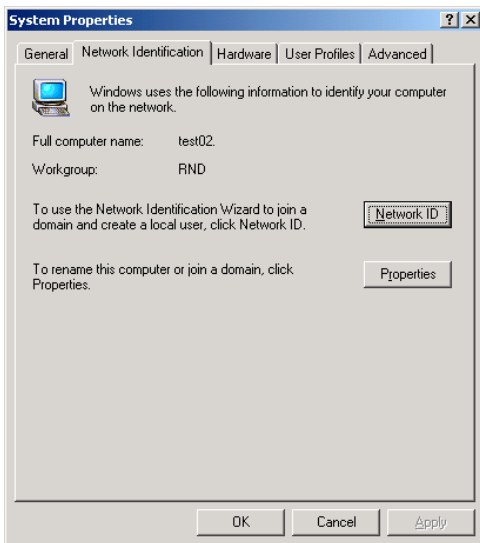 System Properties
General Network Identification Hardware User Profiles Advanced
Windows uses the following information to identify your computer
on the network.
Full computer name: test02.
Workgroup: RND
To use the Network Identification Wizard to join a
domain and create a local user, click Network ID.
Network ID
To rename this computer or join a domain, click
Properties.
Properties
OK Cancel Apply